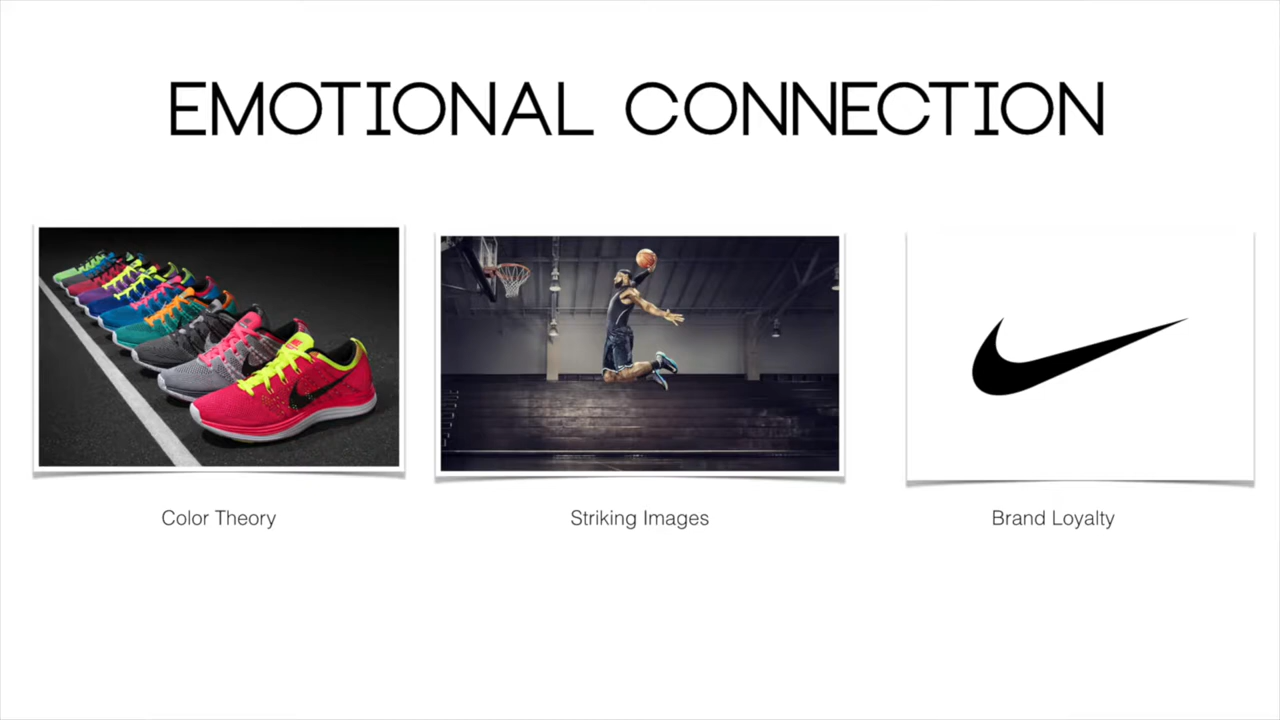 EMOTIONAL CONNECTION
Color Theory
Striking Images
Brand Loyalty